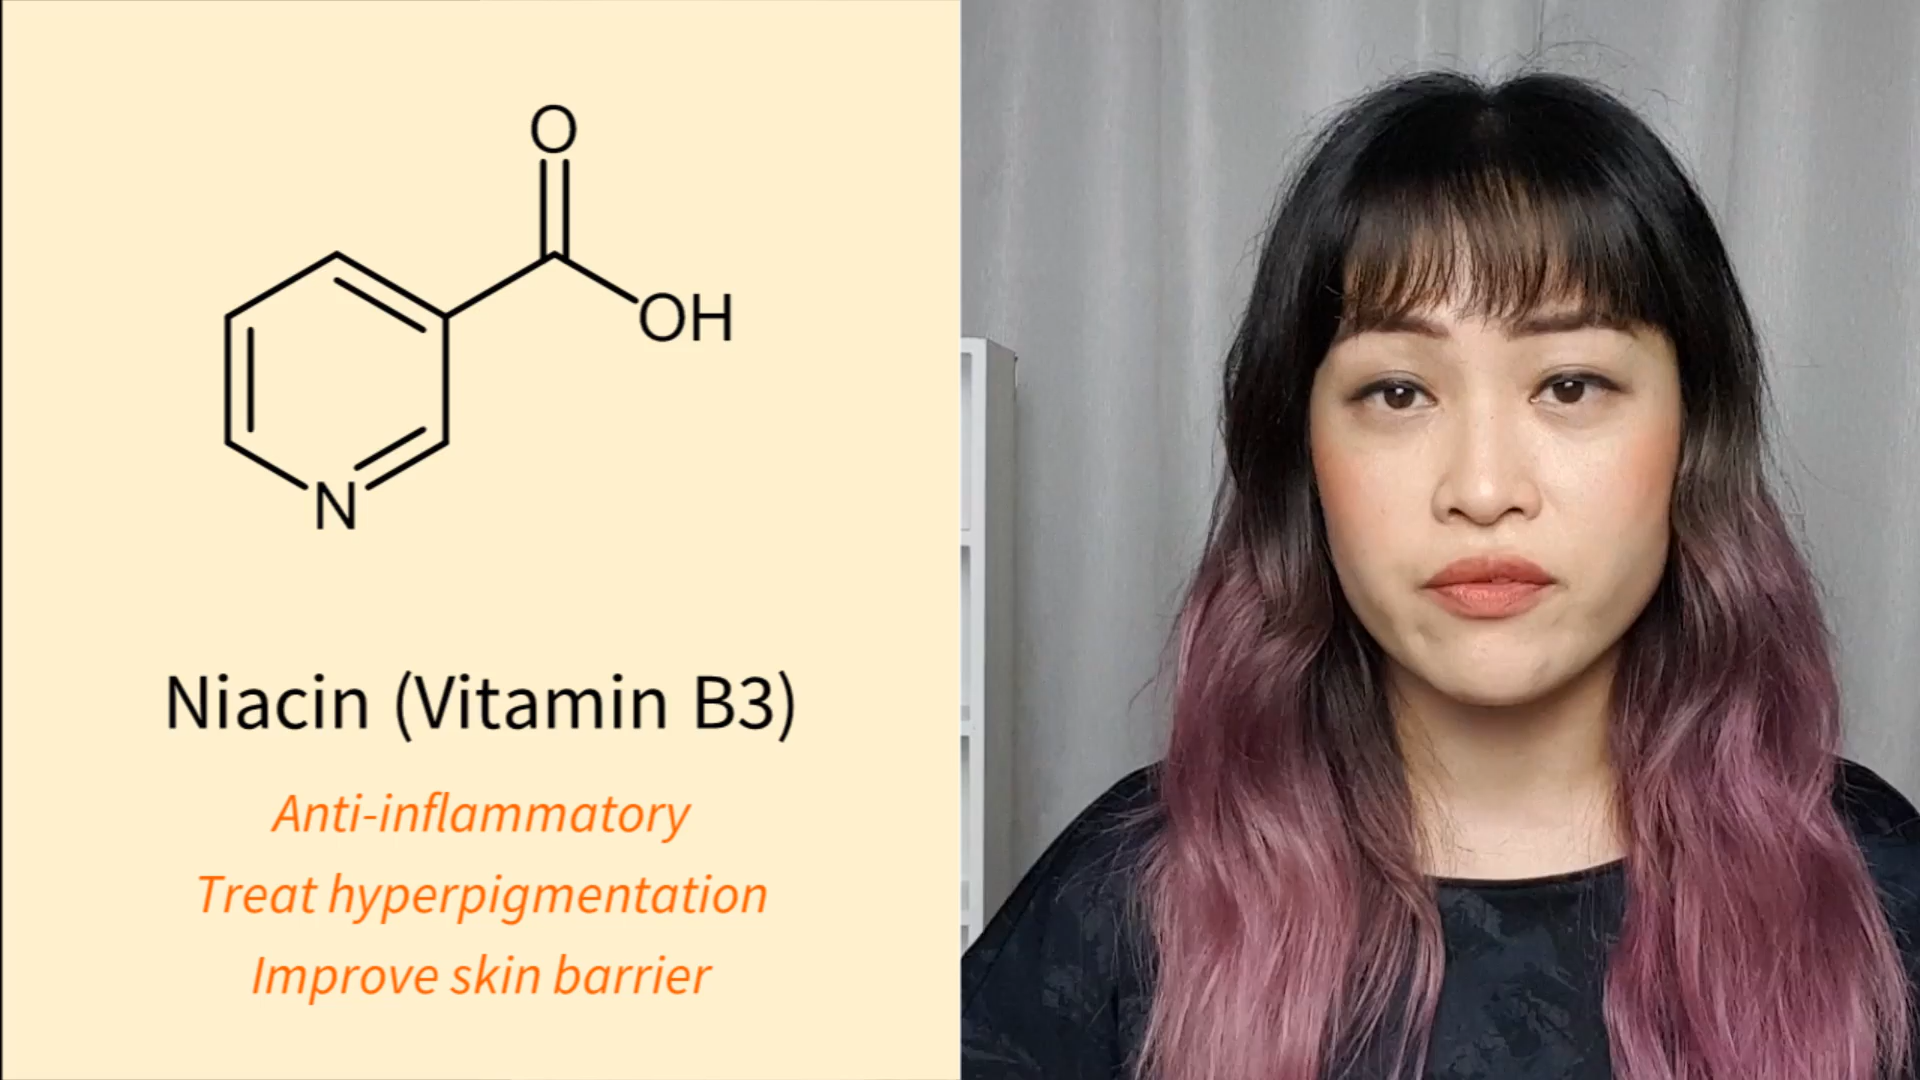 O
OH
N
Niacin (Vitamin B3)
Anti-inflammatory
Treat hyperpigmentation
Improve skin barrier